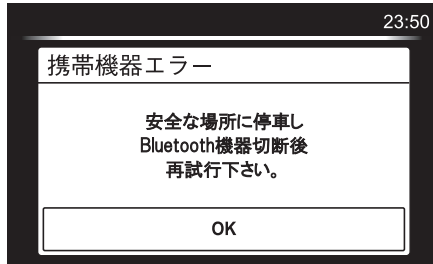 23:50
携帯機器エラー
安全な場所に停車し
Bluetooth機器切断後
再試行下さい。
OK